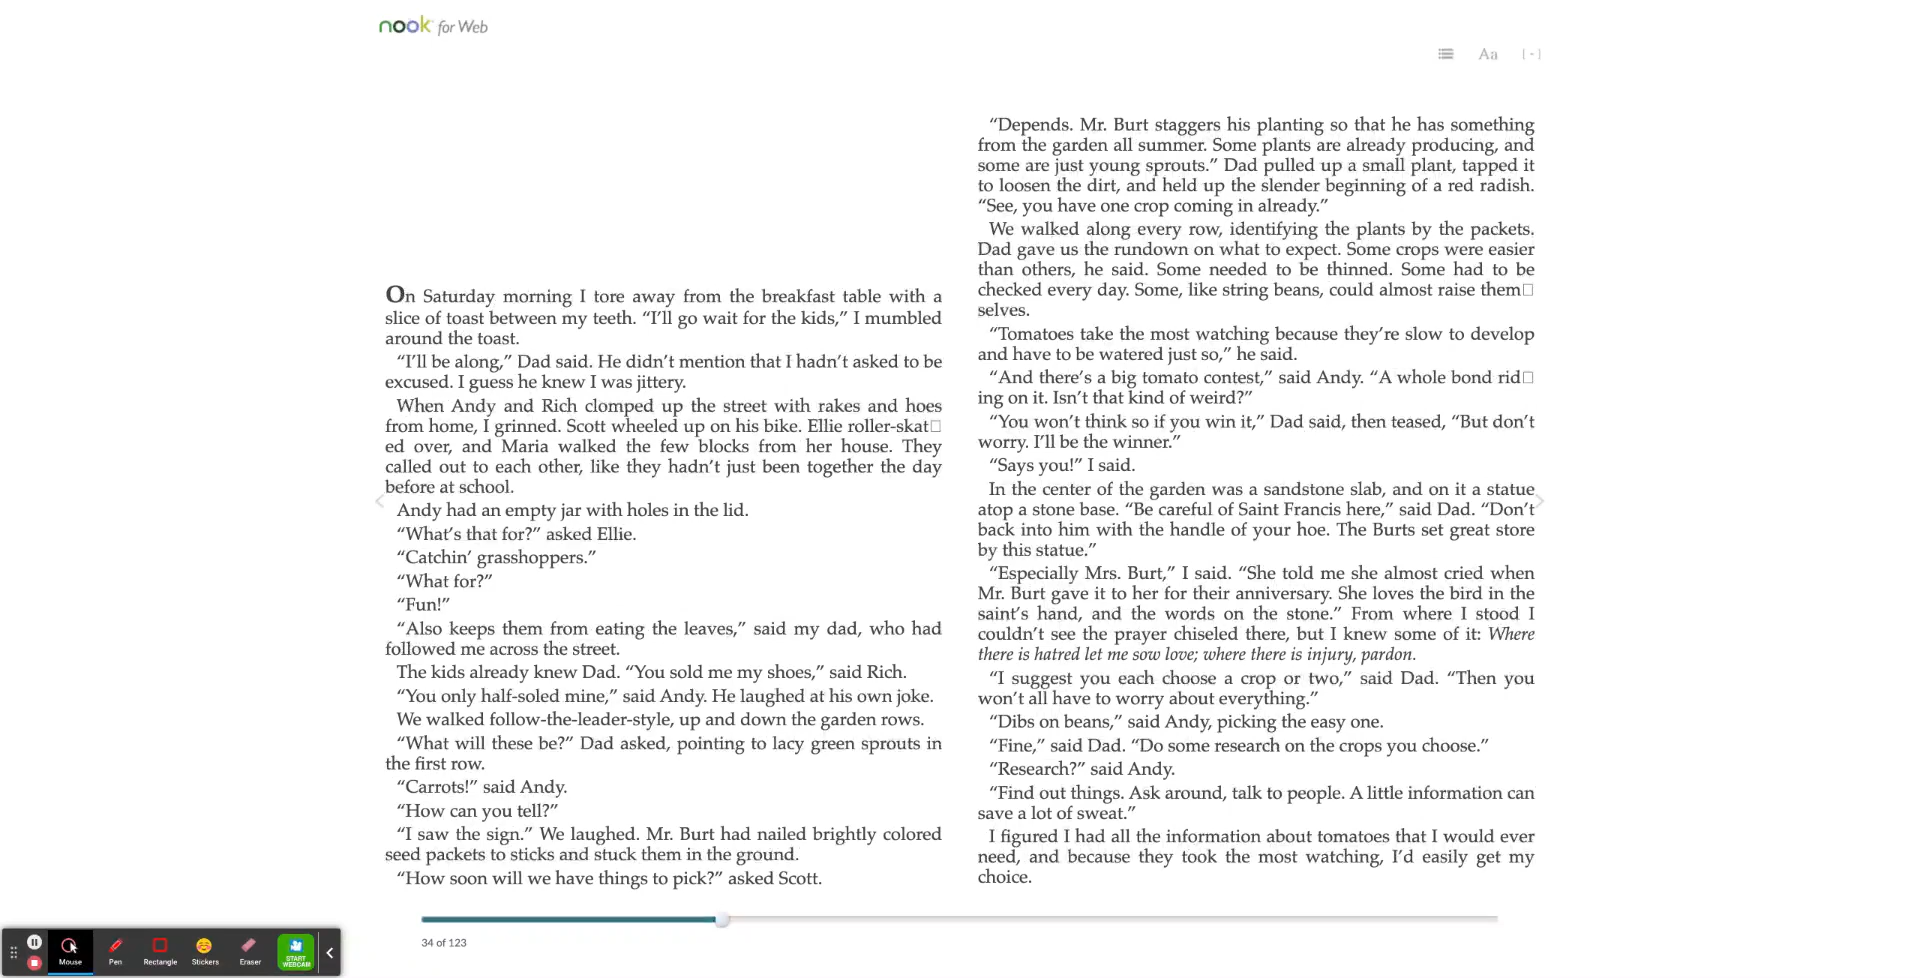 nook for Web
Aa
On Saturday morning I tore away from the breakfast table with a
slice of toast between my teeth. “I’ll go wait for the kids,” I mumbled
around the toast.
“I’ll be along,” Dad said. He didn’t mention that I hadn’t asked to be
excused. I guess he knew I was jittery.
When Andy and Rich clomped up the street with rakes and hoes
from home, I grinned. Scott wheeled up on his bike. Ellie roller-skat□
ed over, and Maria walked the few blocks from her house. They
called out to each other, like they hadn’t just been together the day
before at school.
Andy had an empty jar with holes in the lid.
“What’s that for?” asked Ellie.
“Catchin’ grasshoppers.”
“What for?”
“Fun!”
“Also keeps them from eating the leaves,” said my dad, who had
followed me across the street.
The kids already knew Dad. “You sold me my shoes,” said Rich.
“You only half-soled mine,” said Andy. He laughed at his own joke.
We walked follow-the-leader-style, up and down the garden rows.
“What will these be?” Dad asked, pointing to lacy green sprouts in
the first row.
“Carrots!” said Andy.
“How can you tell?”
“I saw the sign.” We laughed. Mr. Burt had nailed brightly colored
seed packets to sticks and stuck them in the ground.
“How soon will we have things to pick?” asked Scott.
“Depends. Mr. Burt staggers his planting so that he has something
from the garden all summer. Some plants are already producing, and
some are just young sprouts.” Dad pulled up a small plant, tapped it
to loosen the dirt, and held up the slender beginning of a red radish.
“See, you have one crop coming in already.”
We walked along every row, identifying the plants by the packets.
Dad gave us the rundown on what to expect. Some crops were easier
than others, he said. Some needed to be thinned. Some had to be
checked every day. Some, like string beans, could almost raise them□
selves.
“Tomatoes take the most watching because they’re slow to develop
and have to be watered just so,” he said.
“And there’s a big tomato contest,” said Andy. “A whole bond rid□
ing on it. Isn’t that kind of weird?”
“You won’t think so if you win it,” Dad said, then teased, “But don’t
worry. I’ll be the winner.”
“Says you!” I said.
In the center of the garden was a sandstone slab, and on it a statue
atop a stone base. “Be careful of Saint Francis here,” said Dad. “Don’t
back into him with the handle of your hoe. The Burts set great store
by this statue.”
“Especially Mrs. Burt,” I said. “She told me she almost cried when
Mr. Burt gave it to her for their anniversary. She loves the bird in the
saint’s hand, and the words on the stone.” From where I stood I
couldn’t see the prayer chiseled there, but I knew some of it: Where
there is hatred let me sow love; where there is injury, pardon.
“I suggest you each choose a crop or two,” said Dad. “Then you
won’t all have to worry about everything.”
“Dibs on beans,” said Andy, picking the easy one.
“Fine,” said Dad. “Do some research on the crops you choose.”
“Research?” said Andy.
“Find out things. Ask around, talk to people. A little information can
save a lot of sweat.”
I figured I had all the information about tomatoes that I would ever
need, and because they took the most watching, I’d easily get my
choice.
34 of 123
Mouse
Pen
Rectangle
Stickers
Eraser
START
WEBCAM